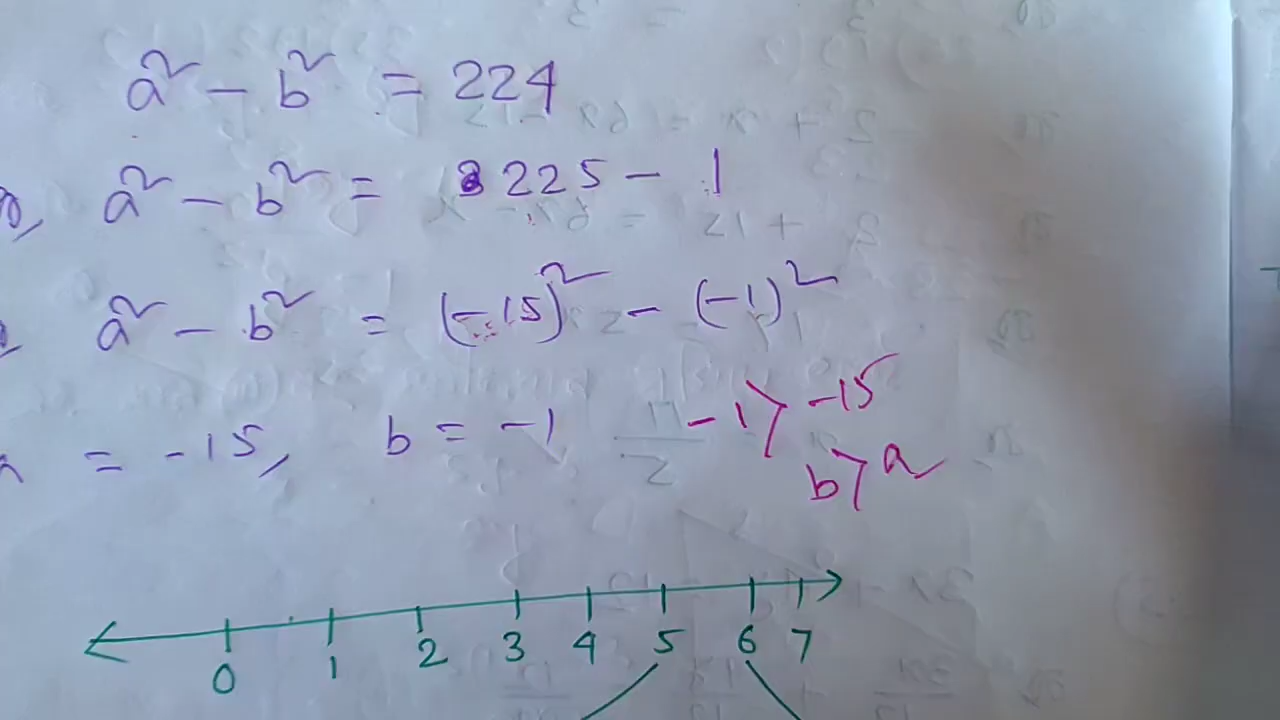 a² - b² = 224
a² - b² = 225 - 1
a² - b² = (-15)² - (-1)²
= -15, b = -1
-1 > -15
b > a
0 1 2 3 4 5 6 7